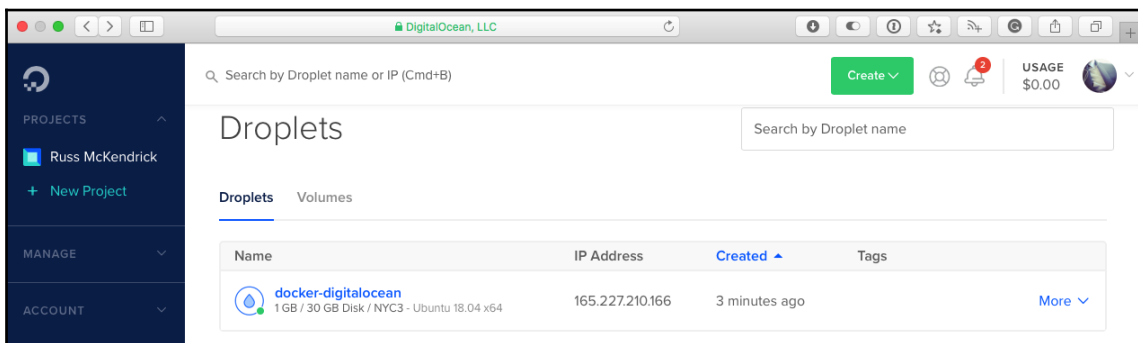 DigitalOcean, LLC
Search by Droplet name or IP (Cmd+B)
Create
2
USAGE
$0.00
PROJECTS
Russ McKendrick
+ New Project
MANAGE
ACCOUNT
Droplets
Search by Droplet name
Droplets Volumes
Name IP Address Created Tags
docker-digitalocean
1 GB / 30 GB Disk / NYC3 - Ubuntu 18.04 x64
165.227.210.166 3 minutes ago More